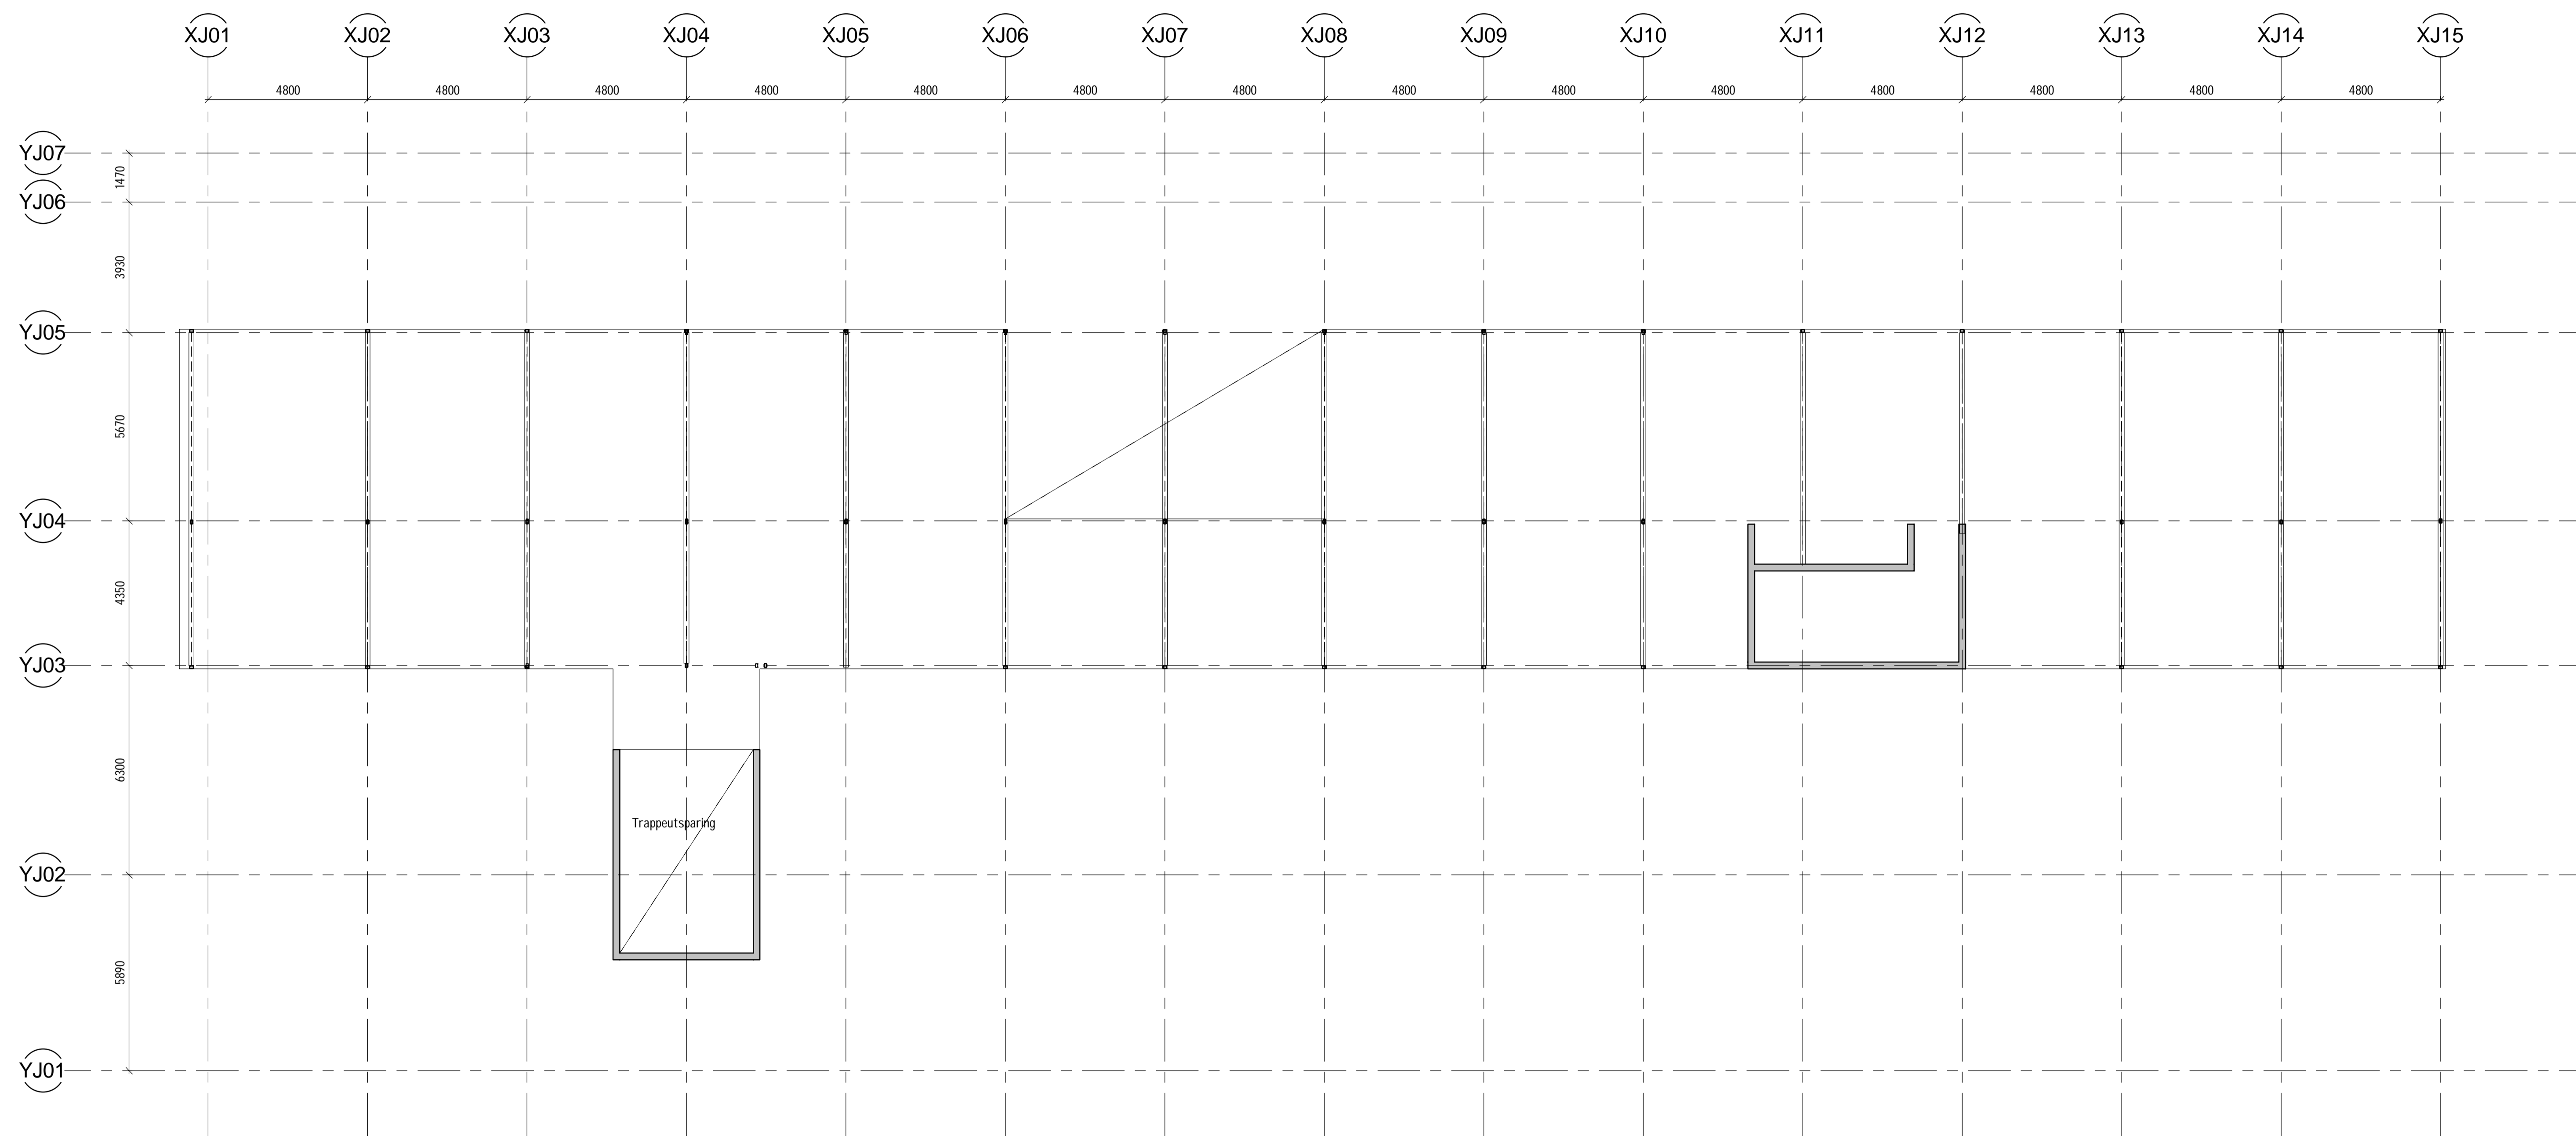 XJ01 XJ02 XJ03 XJ04 XJ05 XJ06 XJ07 XJ08 XJ09 XJ10 XJ11 XJ12 XJ13 XJ14 XJ15
4800 4800 4800 4800 4800 4800 4800 4800 4800 4800 4800 4800 4800 4800
YJ07
1470
YJ06
3930
YJ05
5670
YJ04
4350
YJ03
6300
Trappeutsparing
YJ02
5890
YJ01